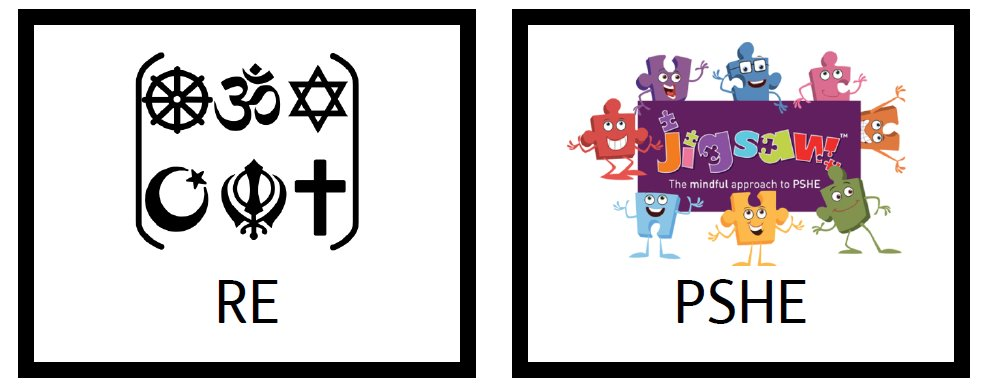 RE
jigsaw™
The mindful approach to PSHE
PSHE